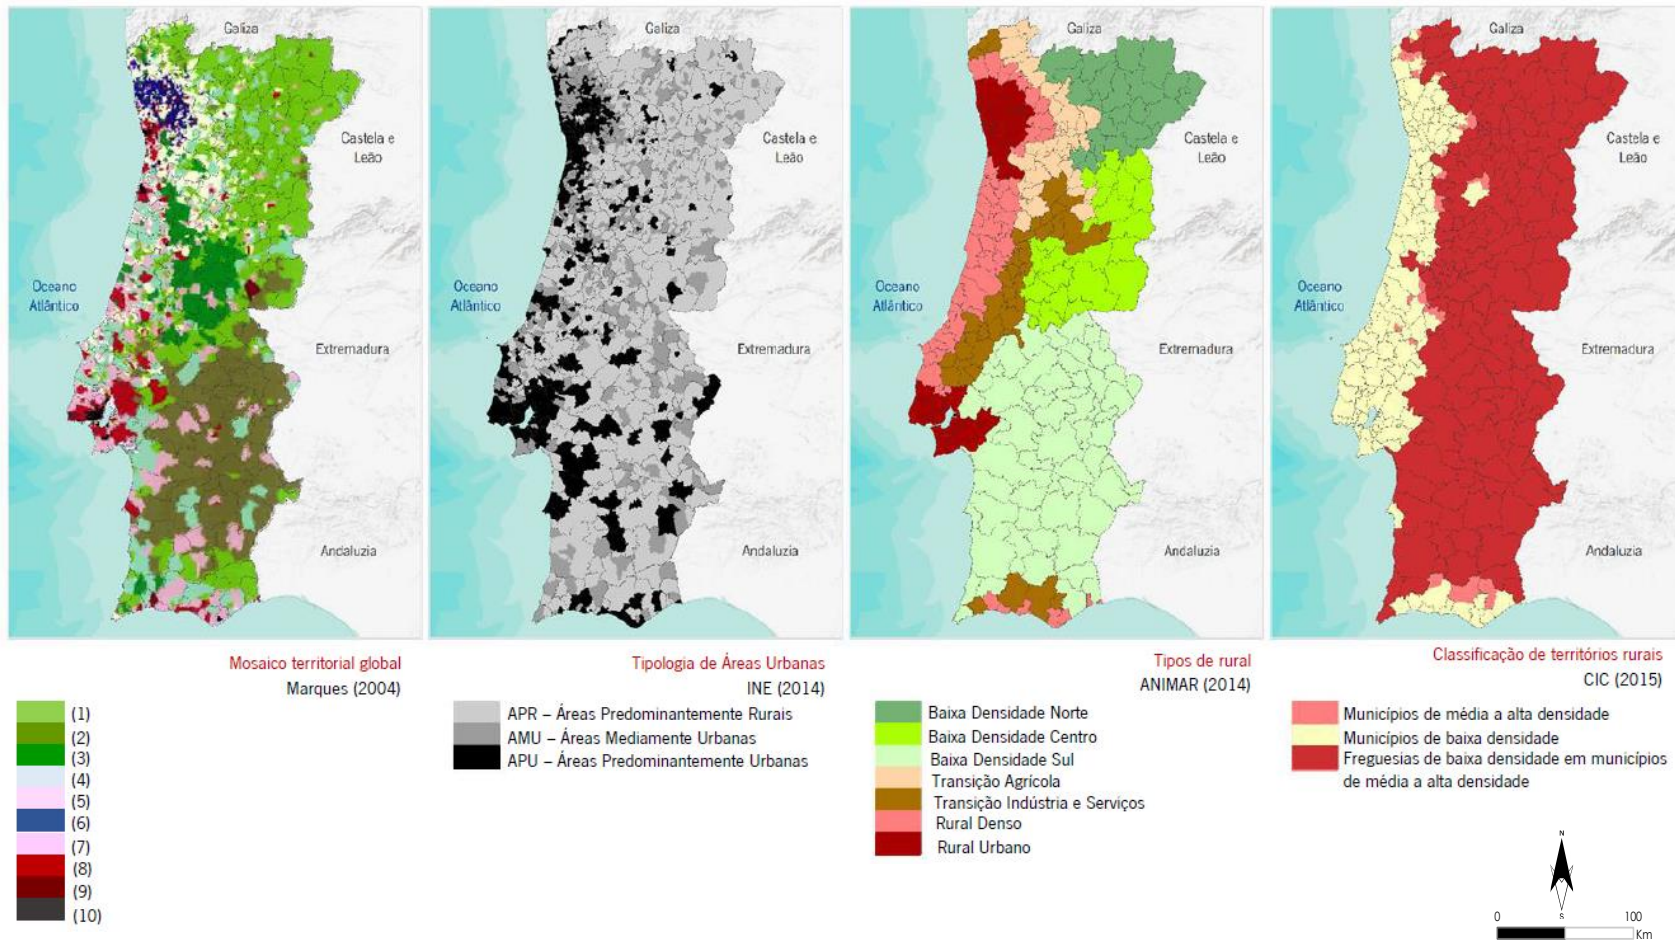 Galiza
Castela e
Leão
Oceano
Atlântico
Extremadura
Andaluzia
Galiza
Castela e
Leão
Oceano
Atlântico
Extremadura
Andaluzia
Galiza
Castela e
Leão
Oceano
Atlântico
Extremadura
Andaluzia
Galiza
Castela e
Leão
Oceano
Atlântico
Extremadura
Andaluzia
Mosaico territorial global
Marques (2004)
(1)
(2)
(3)
(4)
(5)
(6)
(7)
(8)
(9)
(10)
Tipologia de Áreas Urbanas
INE (2014)
APR – Áreas Predominantemente Rurais
AMU – Áreas Mediamente Urbanas
APU – Áreas Predominantemente Urbanas
Tipos de rural
ANIMAR (2014)
Baixa Densidade Norte
Baixa Densidade Centro
Baixa Densidade Sul
Transição Agrícola
Transição Indústria e Serviços
Rural Denso
Rural Urbano
Classificação de territórios rurais
CIC (2015)
Municípios de média a alta densidade
Municípios de baixa densidade
Freguesias de baixa densidade em municípios
de média a alta densidade
N
S
0 100
Km